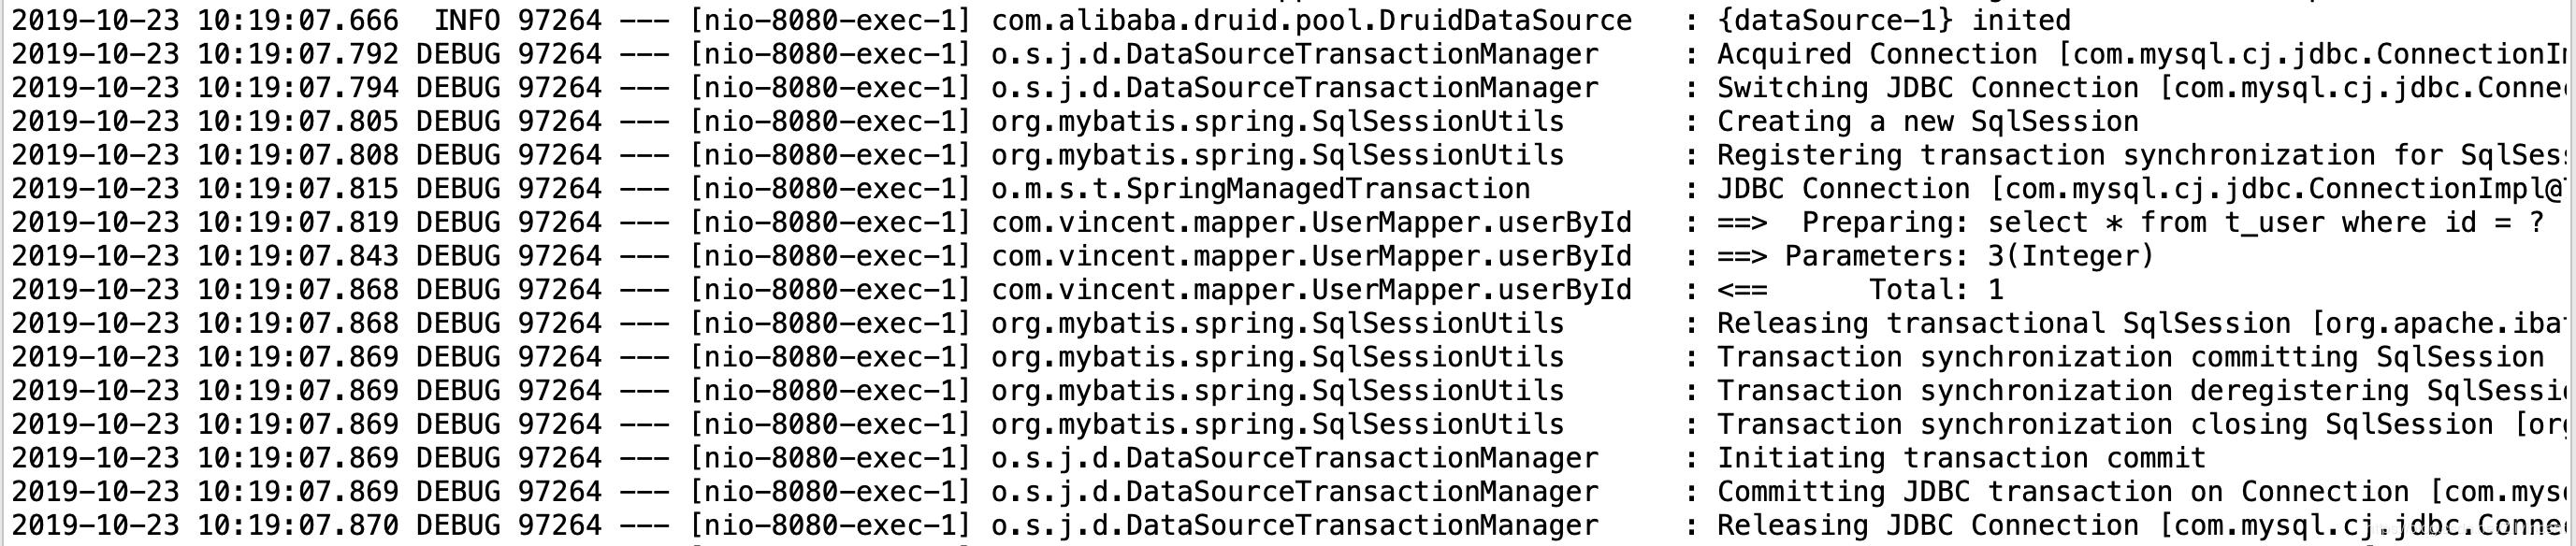 2019-10-23 10:19:07.666  INFO 97264 --- [nio-8080-exec-1] com.alibaba.druid.pool.DruidDataSource   : {dataSource-1} inited
2019-10-23 10:19:07.792 DEBUG 97264 --- [nio-8080-exec-1] o.s.j.d.DataSourceTransactionManager     : Acquired Connection [com.mysql.cj.jdbc.ConnectionI
2019-10-23 10:19:07.794 DEBUG 97264 --- [nio-8080-exec-1] o.s.j.d.DataSourceTransactionManager     : Switching JDBC Connection [com.mysql.cj.jdbc.Conne
2019-10-23 10:19:07.805 DEBUG 97264 --- [nio-8080-exec-1] org.mybatis.spring.SqlSessionUtils       : Creating a new SqlSession
2019-10-23 10:19:07.808 DEBUG 97264 --- [nio-8080-exec-1] org.mybatis.spring.SqlSessionUtils       : Registering transaction synchronization for SqlSes
2019-10-23 10:19:07.815 DEBUG 97264 --- [nio-8080-exec-1] o.m.s.t.SpringManagedTransaction         : JDBC Connection [com.mysql.cj.jdbc.ConnectionImpl@
2019-10-23 10:19:07.819 DEBUG 97264 --- [nio-8080-exec-1] com.vincent.mapper.UserMapper.userById   : ==>  Preparing: select * from t_user where id = ?
2019-10-23 10:19:07.843 DEBUG 97264 --- [nio-8080-exec-1] com.vincent.mapper.UserMapper.userById   : ==> Parameters: 3(Integer)
2019-10-23 10:19:07.868 DEBUG 97264 --- [nio-8080-exec-1] com.vincent.mapper.UserMapper.userById   : <==      Total: 1
2019-10-23 10:19:07.868 DEBUG 97264 --- [nio-8080-exec-1] org.mybatis.spring.SqlSessionUtils       : Releasing transactional SqlSession [org.apache.iba
2019-10-23 10:19:07.869 DEBUG 97264 --- [nio-8080-exec-1] org.mybatis.spring.SqlSessionUtils       : Transaction synchronization committing SqlSession
2019-10-23 10:19:07.869 DEBUG 97264 --- [nio-8080-exec-1] org.mybatis.spring.SqlSessionUtils       : Transaction synchronization deregistering SqlSessi
2019-10-23 10:19:07.869 DEBUG 97264 --- [nio-8080-exec-1] org.mybatis.spring.SqlSessionUtils       : Transaction synchronization closing SqlSession [or
2019-10-23 10:19:07.869 DEBUG 97264 --- [nio-8080-exec-1] o.s.j.d.DataSourceTransactionManager     : Initiating transaction commit
2019-10-23 10:19:07.869 DEBUG 97264 --- [nio-8080-exec-1] o.s.j.d.DataSourceTransactionManager     : Committing JDBC transaction on Connection [com.mys
2019-10-23 10:19:07.870 DEBUG 97264 --- [nio-8080-exec-1] o.s.j.d.DataSourceTransactionManager     : Releasing JDBC Connection [com.mysql.cj.jdbc.Conne